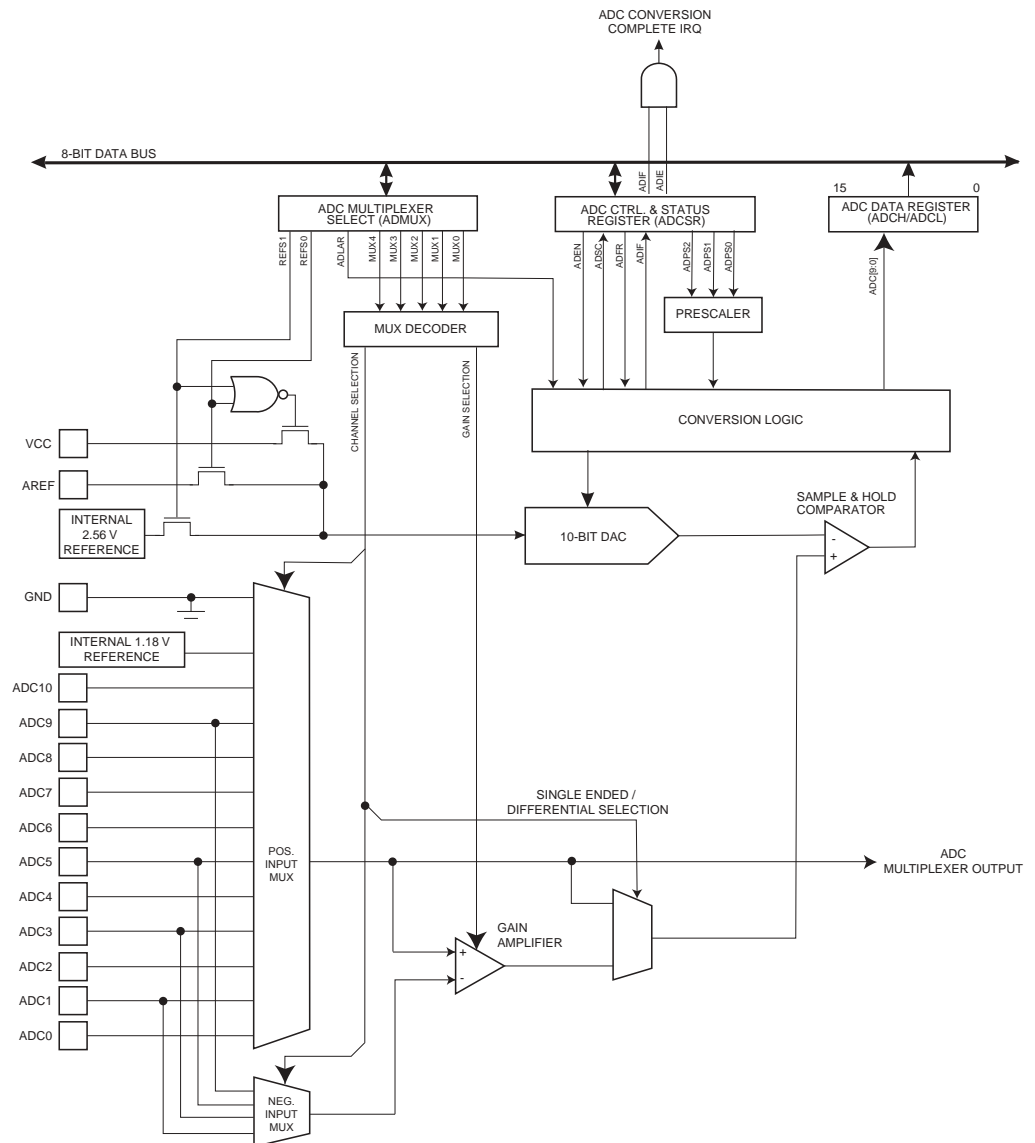 ADC CONVERSION
COMPLETE IRQ
8-BIT DATA BUS
ADIF
ADIE
15
0
ADC MULTIPLEXER
SELECT (ADMUX)
ADC CTRL. & STATUS
REGISTER (ADCSR)
ADC DATA REGISTER
(ADCH/ADCL)
REFS1
REFS0
ADLAR
MUX4
MUX3
MUX2
MUX1
MUX0
ADEN
ADSC
ADFR
ADIF
ADPS2
ADPS1
ADPS0
ADC[9:0]
MUX DECODER
PRESCALER
CHANNEL SELECTION
GAIN SELECTION
CONVERSION LOGIC
VCC
AREF
INTERNAL
2.56 V
REFERENCE
10-BIT DAC
SAMPLE & HOLD
COMPARATOR
-
+
GND
INTERNAL 1.18 V
REFERENCE
ADC10
ADC9
ADC8
ADC7
ADC6
ADC5
ADC4
ADC3
ADC2
ADC1
ADC0
POS.
INPUT
MUX
SINGLE ENDED /
DIFFERENTIAL SELECTION
ADC
MULTIPLEXER OUTPUT
GAIN
AMPLIFIER
+
-
NEG.
INPUT
MUX